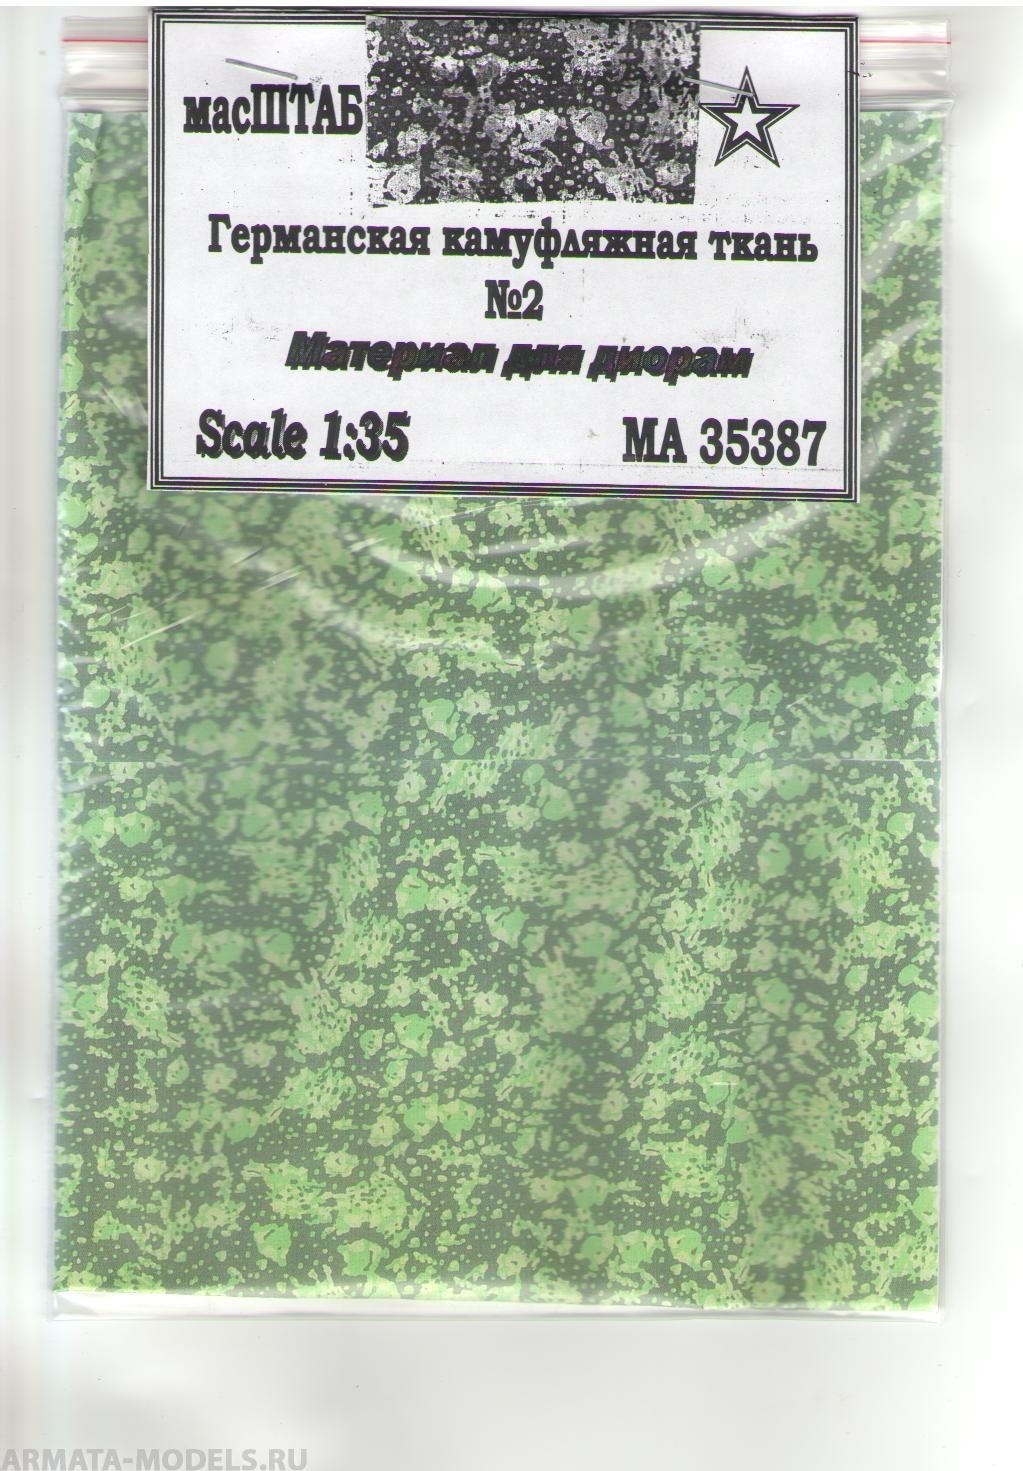 масШТАБ
Германская камуфляжная ткань
№2
Материал для диорам
Scale 1:35 MA 35387
ARMATA-MODELS.RU